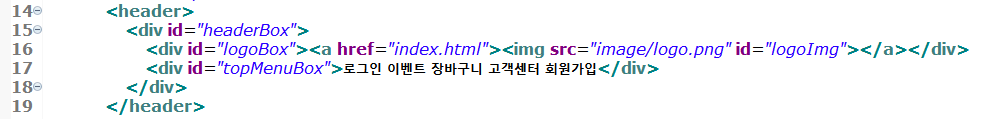 14 <header>
15 <div id="headerBox">
16 <div id="logoBox"><a href="index.html"><img src="image/logo.png" id="logoImg"></a></div>
17 <div id="topMenuBox">로그인 이벤트 장바구니 고객센터 회원가입</div>
18 </div>
19 </header>